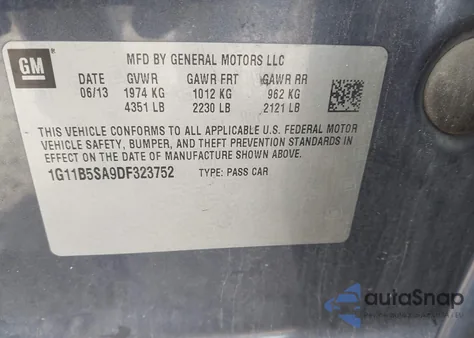 GM
MFD BY GENERAL MOTORS LLC
DATE GVWR GAWR FRT GAWR RR
06/13 1974 KG 1012 KG 962 KG
4351 LB 2230 LB 2121 LB
THIS VEHICLE CONFORMS TO ALL APPLICABLE U.S. FEDERAL MOTOR
VEHICLE SAFETY, BUMPER, AND THEFT PREVENTION STANDARDS IN
EFFECT ON THE DATE OF MANUFACTURE SHOWN ABOVE.
1G11B5SA9DF323752 TYPE: PASS CAR
autoSnap